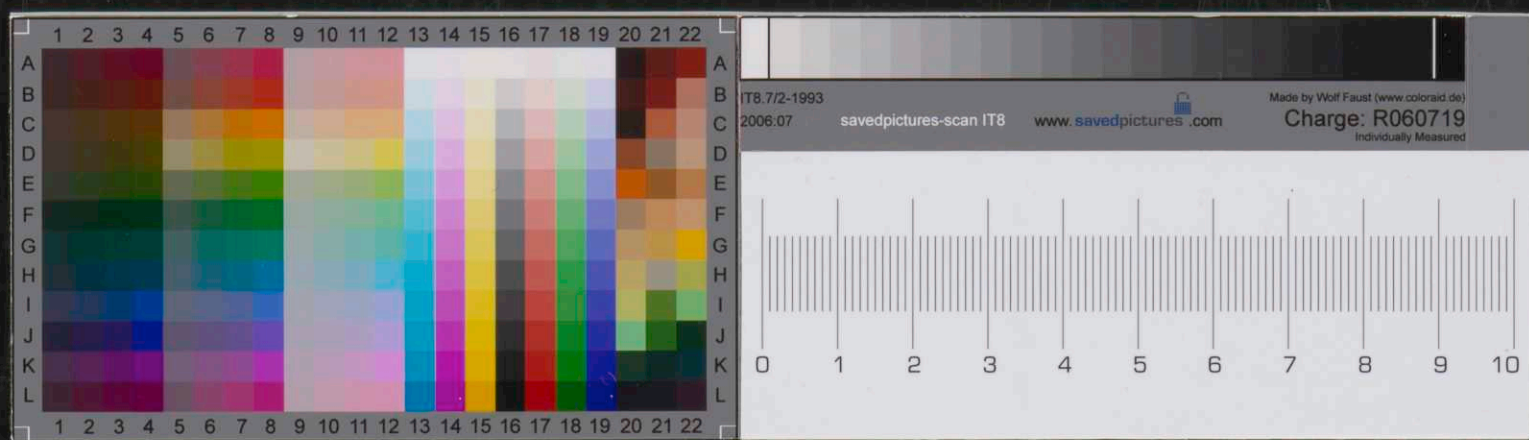 1 2 3 4 5 6 7 8 9 10 11 12 13 14 15 16 17 18 19 20 21 22
A A
B B
C C
D D
E E
F F
G G
H H
I I
J J
K K
L L
1 2 3 4 5 6 7 8 9 10 11 12 13 14 15 16 17 18 19 20 21 22
IT8.7/2-1993
2006:07
savedpictures-scan IT8
www.savedpictures.com
Made by Wolf Faust (www.coloraid.de)
Charge: R060719
Individually Measured
0 1 2 3 4 5 6 7 8 9 10